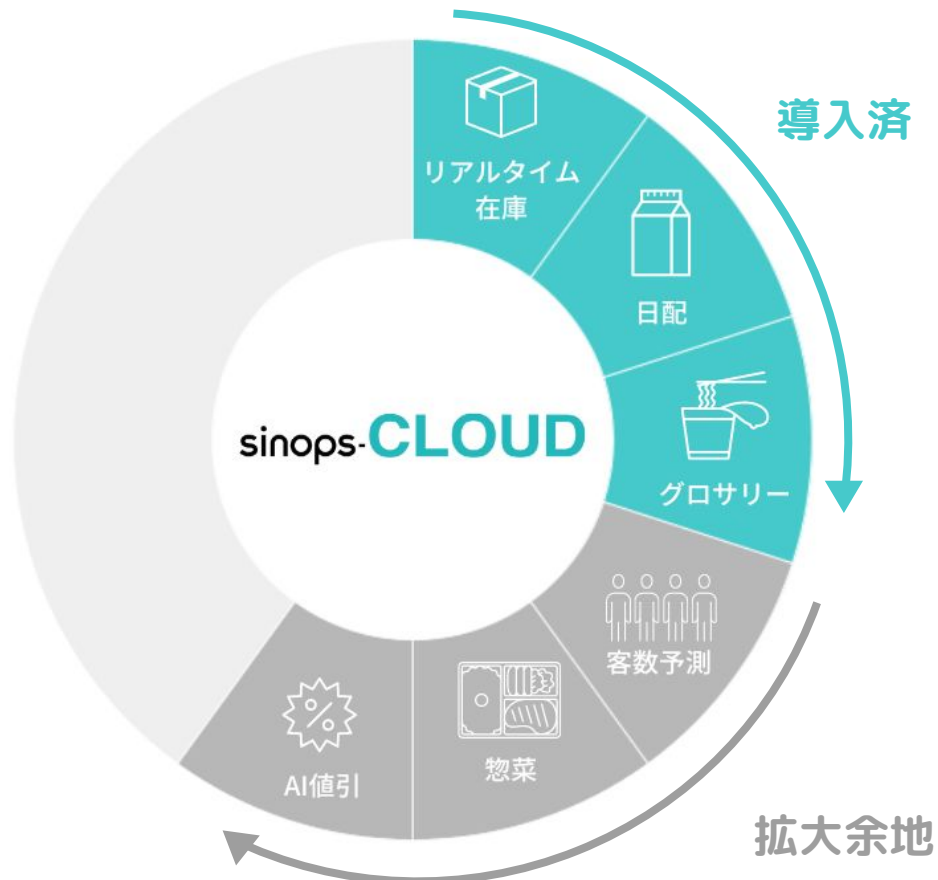 導入済
リアルタイム
在庫
日配
グロサリー
sinops-CLOUD
客数予測
惣菜
AI値引
拡大余地